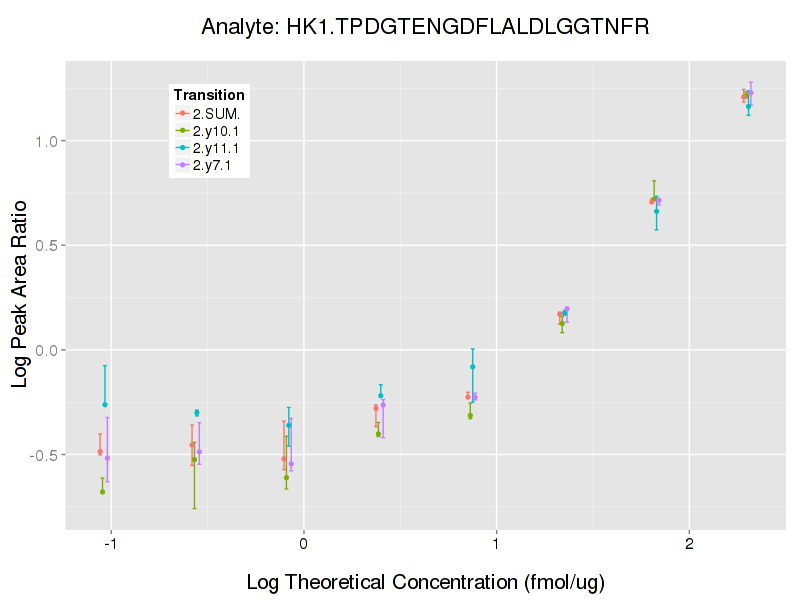 Analyte: HK1.TPDGTENGDFLALDLGGTNFR
Transition
2.SUM.
2.y10.1
2.y11.1
2.y7.1
Log Peak Area Ratio
1.0
0.5
0.0
-0.5
-1
0
1
2
Log Theoretical Concentration (fmol/ug)